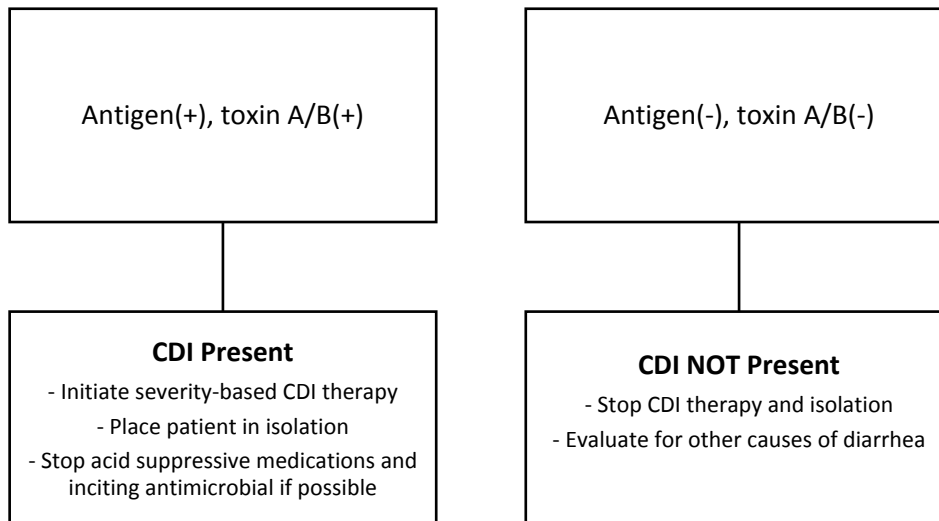 Antigen(+), toxin A/B(+)
Antigen(-), toxin A/B(-)
CDI Present
- Initiate severity-based CDI therapy
- Place patient in isolation
- Stop acid suppressive medications and
inciting antimicrobial if possible
CDI NOT Present
- Stop CDI therapy and isolation
- Evaluate for other causes of diarrhea